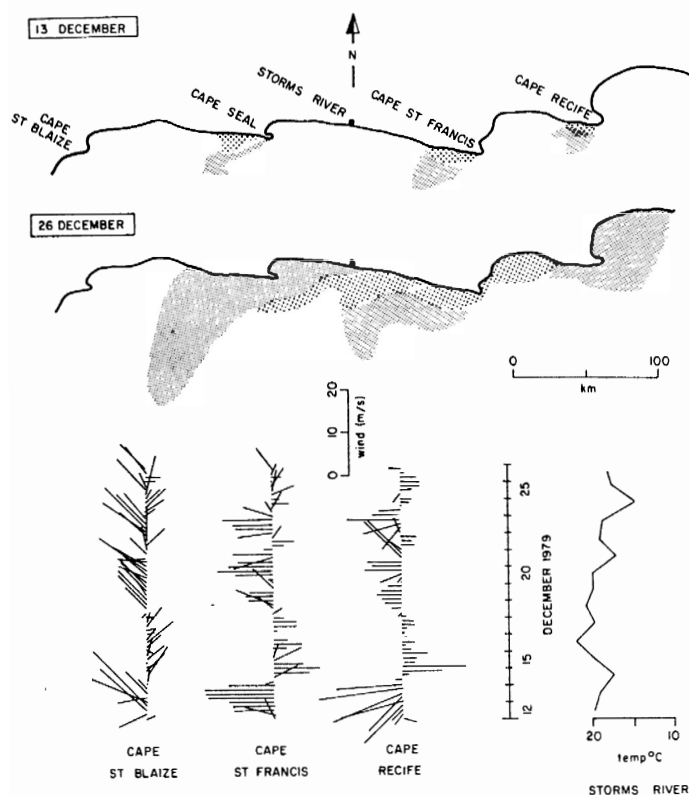 13 DECEMBER
N
CAPE ST BLAIZE
CAPE SEAL
STORMS RIVER
CAPE ST FRANCIS
CAPE RECIFE
26 DECEMBER
0 100
km
20
10
0
wind (m/s)
25
20
15
12
DECEMBER 1979
20 10
temp°C
CAPE
ST BLAIZE
CAPE
ST FRANCIS
CAPE
RECIFE
STORMS RIVER